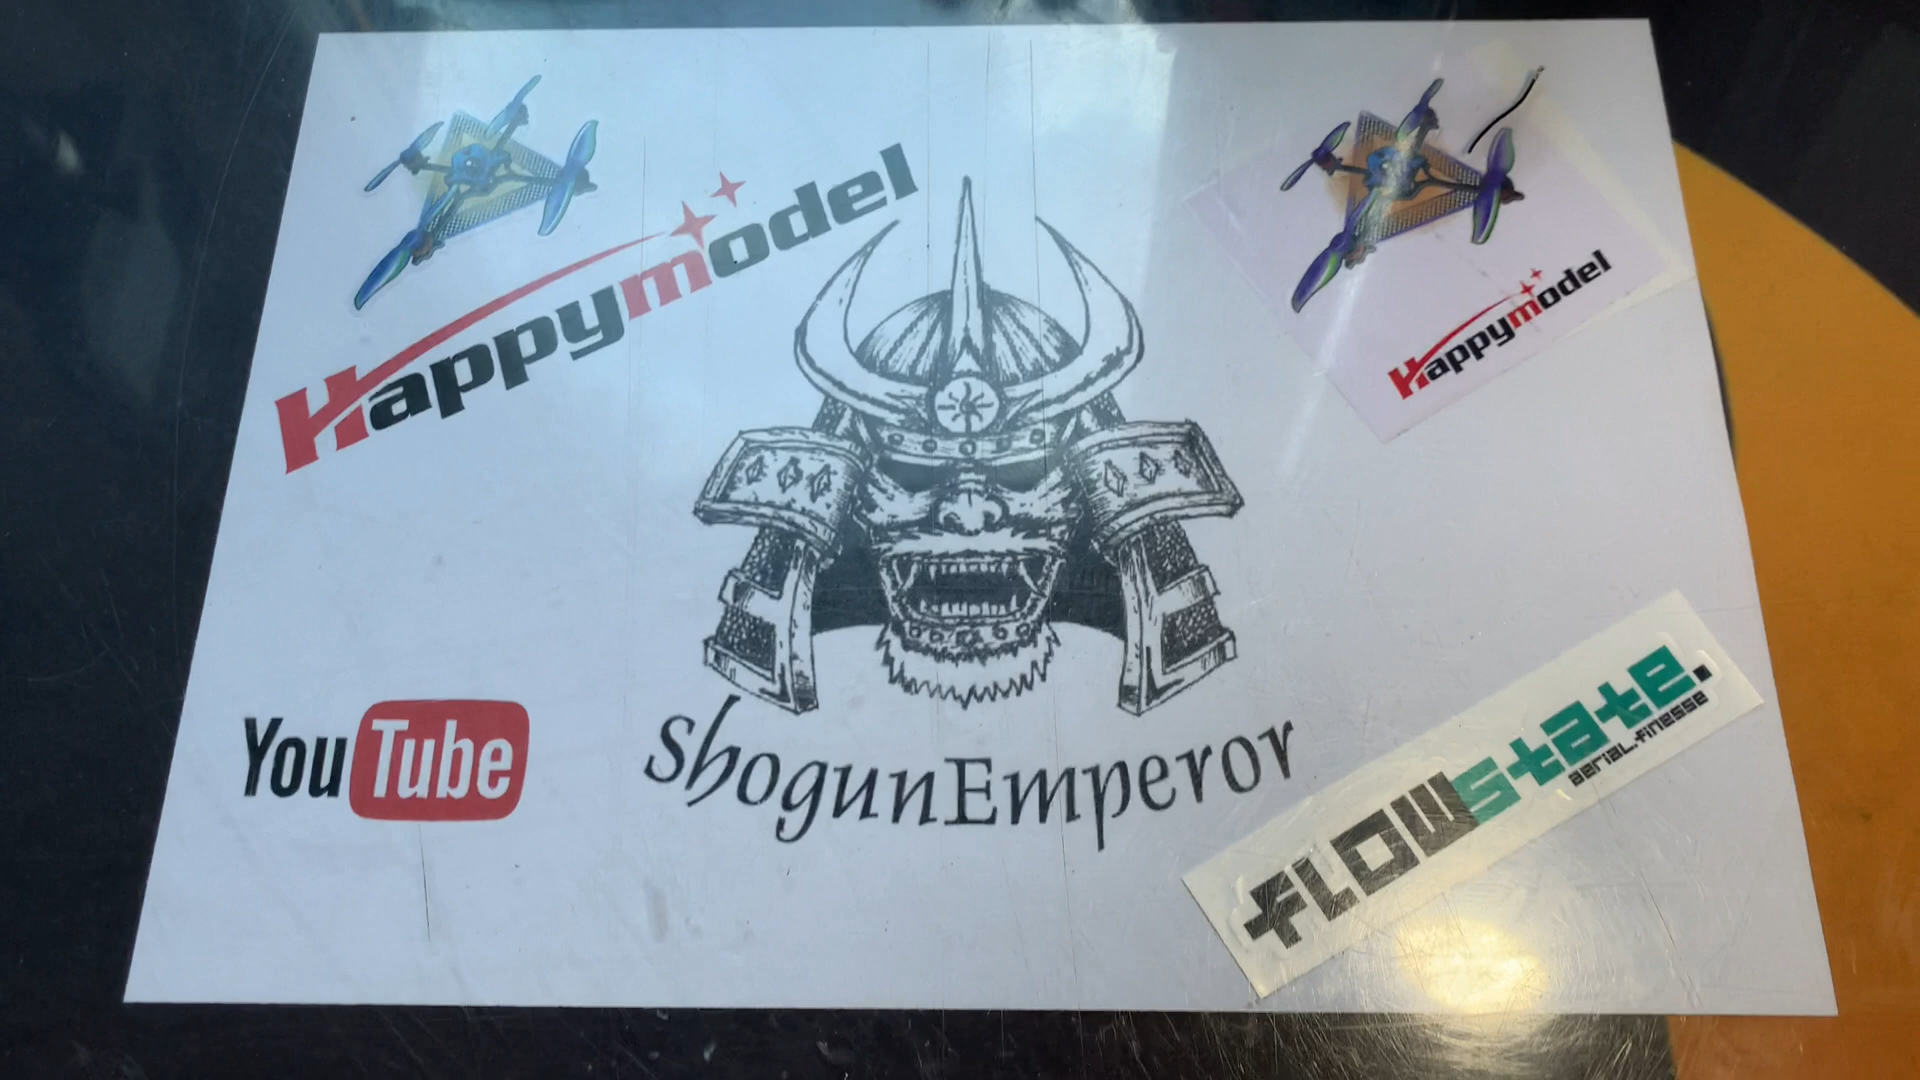 Happymodel
Happymodel
YouTube
shogunEmperor
FLOWstate.
aerial.finesse